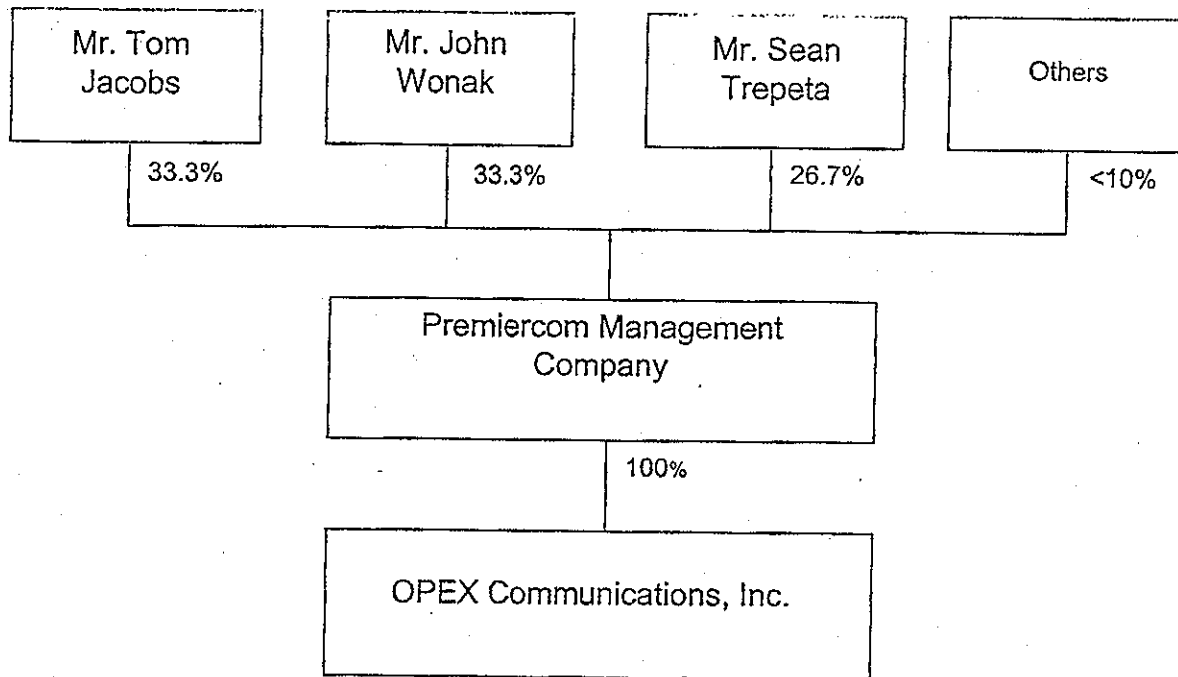 Mr. Tom
Jacobs
Mr. John
Wonak
Mr. Sean
Trepeta
Others
33.3%
33.3%
26.7%
<10%
Premiercom Management
Company
100%
OPEX Communications, Inc.